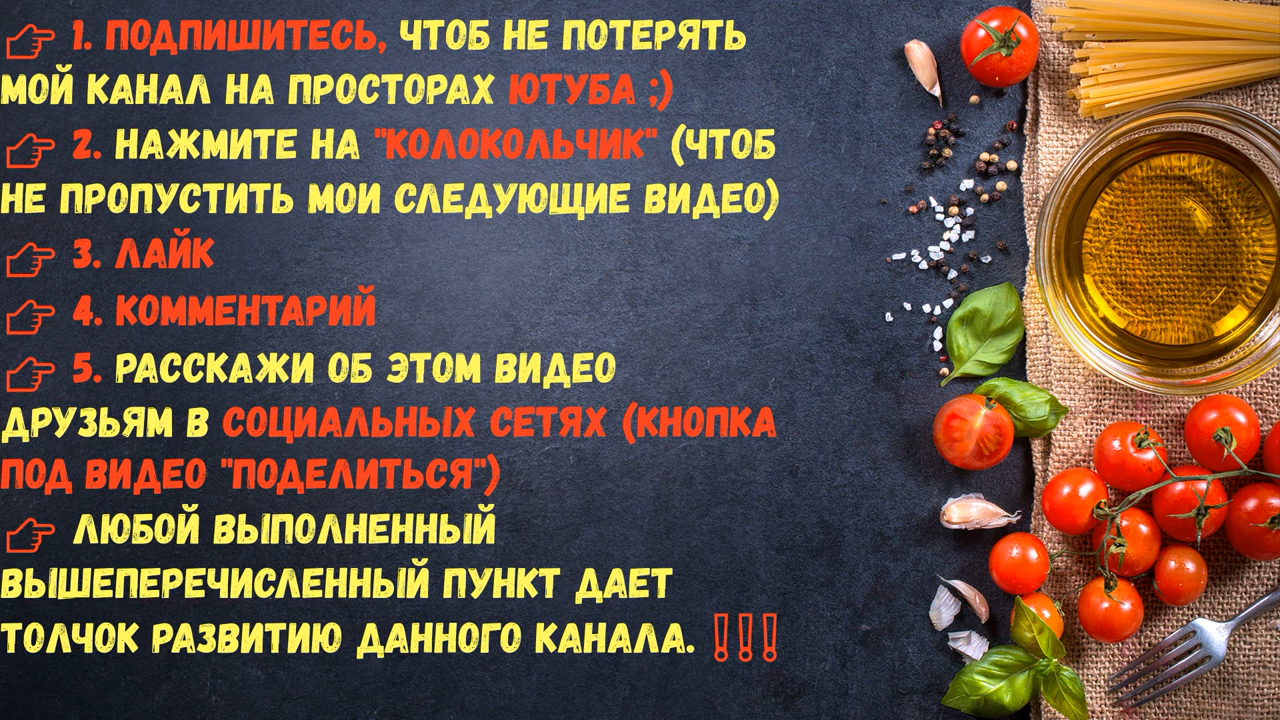 👉 1. ПОДПИШИТЕСЬ, ЧТОБ НЕ ПОТЕРЯТЬ
МОЙ КАНАЛ НА ПРОСТОРАХ ЮТУБА ;)
👉 2. НАЖМИТЕ НА "КОЛОКОЛЬЧИК" (ЧТОБ
НЕ ПРОПУСТИТЬ МОИ СЛЕДУЮЩИЕ ВИДЕО)
👉 3. ЛАЙК
👉 4. КОММЕНТАРИЙ
👉 5. РАССКАЖИ ОБ ЭТОМ ВИДЕО
ДРУЗЬЯМ В СОЦИАЛЬНЫХ СЕТЯХ (КНОПКА
ПОД ВИДЕО "ПОДЕЛИТЬСЯ")
👉 ЛЮБОЙ ВЫПОЛНЕННЫЙ
ВЫШЕПЕРЕЧИСЛЕННЫЙ ПУНКТ ДАЕТ
ТОЛЧОК РАЗВИТИЮ ДАННОГО КАНАЛА. !!!